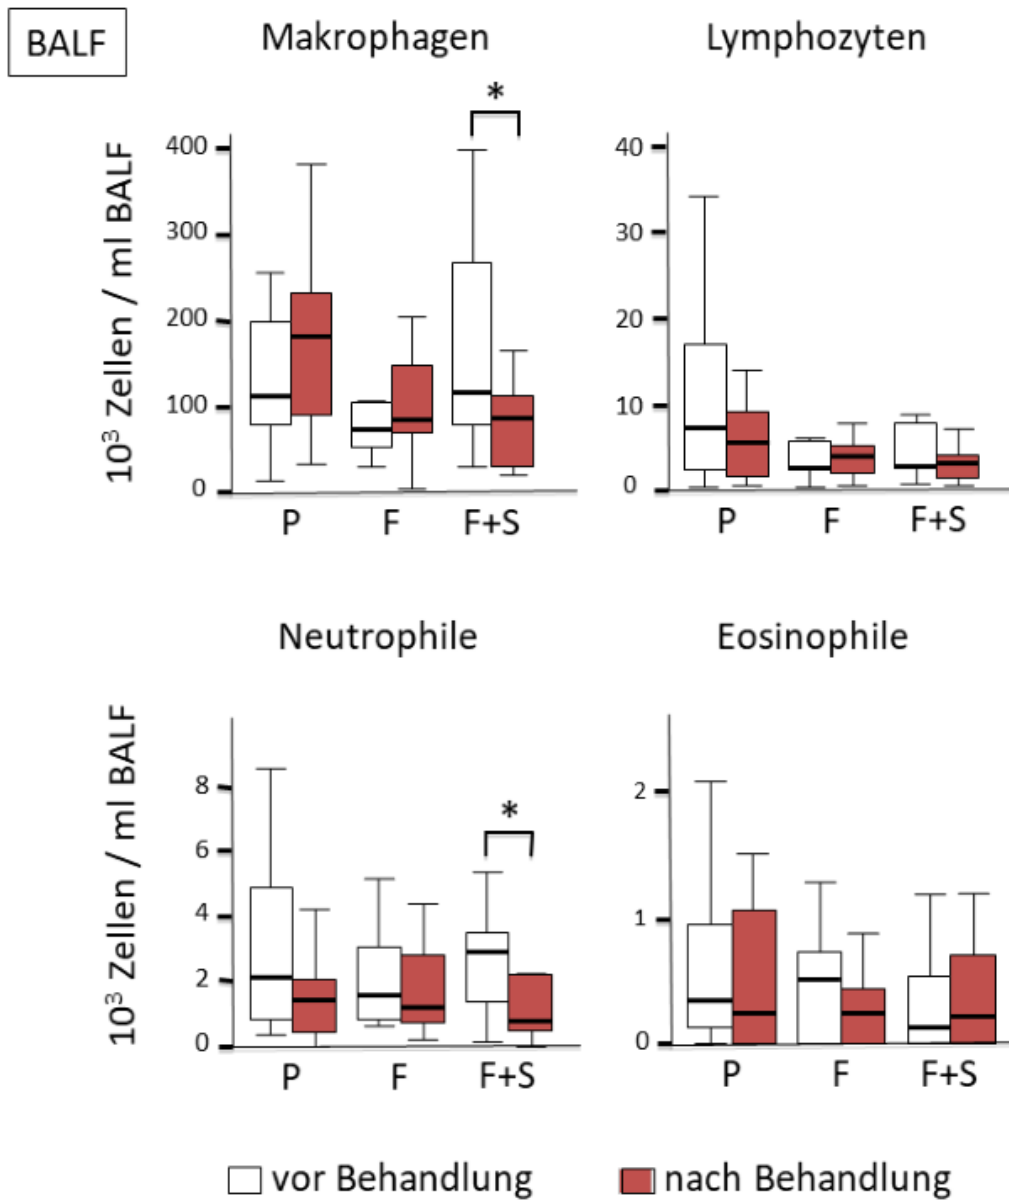 BALF
Makrophagen
Lymphozyten
*
10³ Zellen / ml BALF
400
300
200
100
0
P
F
F+S
40
30
20
10
0
P
F
F+S
Neutrophile
Eosinophile
*
10³ Zellen / ml BALF
8
6
4
2
0
P
F
F+S
2
1
0
P
F
F+S
vor Behandlung
nach Behandlung